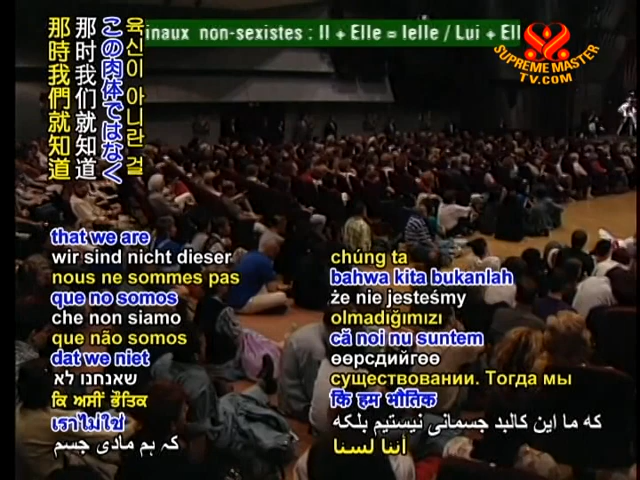 inaux non-sexistes : Il + Elle = Ielle / Lui + Ell
SUPREME MASTER
TV.COM
那時我們就知道
那时我们就知道
この肉体ではなく
육신이 아니란 걸
that we are
wir sind nicht dieser
nous ne sommes pas
que no somos
che non siamo
que não somos
dat we niet
שאנחנו לא
ਕਿ ਅਸੀਂ ਭੌਤਿਕ
เราไม่ใช่
کہ ہم مادی جسم
chúng ta
bahwa kita bukanlah
że nie jesteśmy
olmadığımızı
că noi nu suntem
өөрсдийгөө
существовании. Тогда мы
कि हम भौतिक
که ما این کالبد جسمانی نیستیم بلکه
أننا لسنا